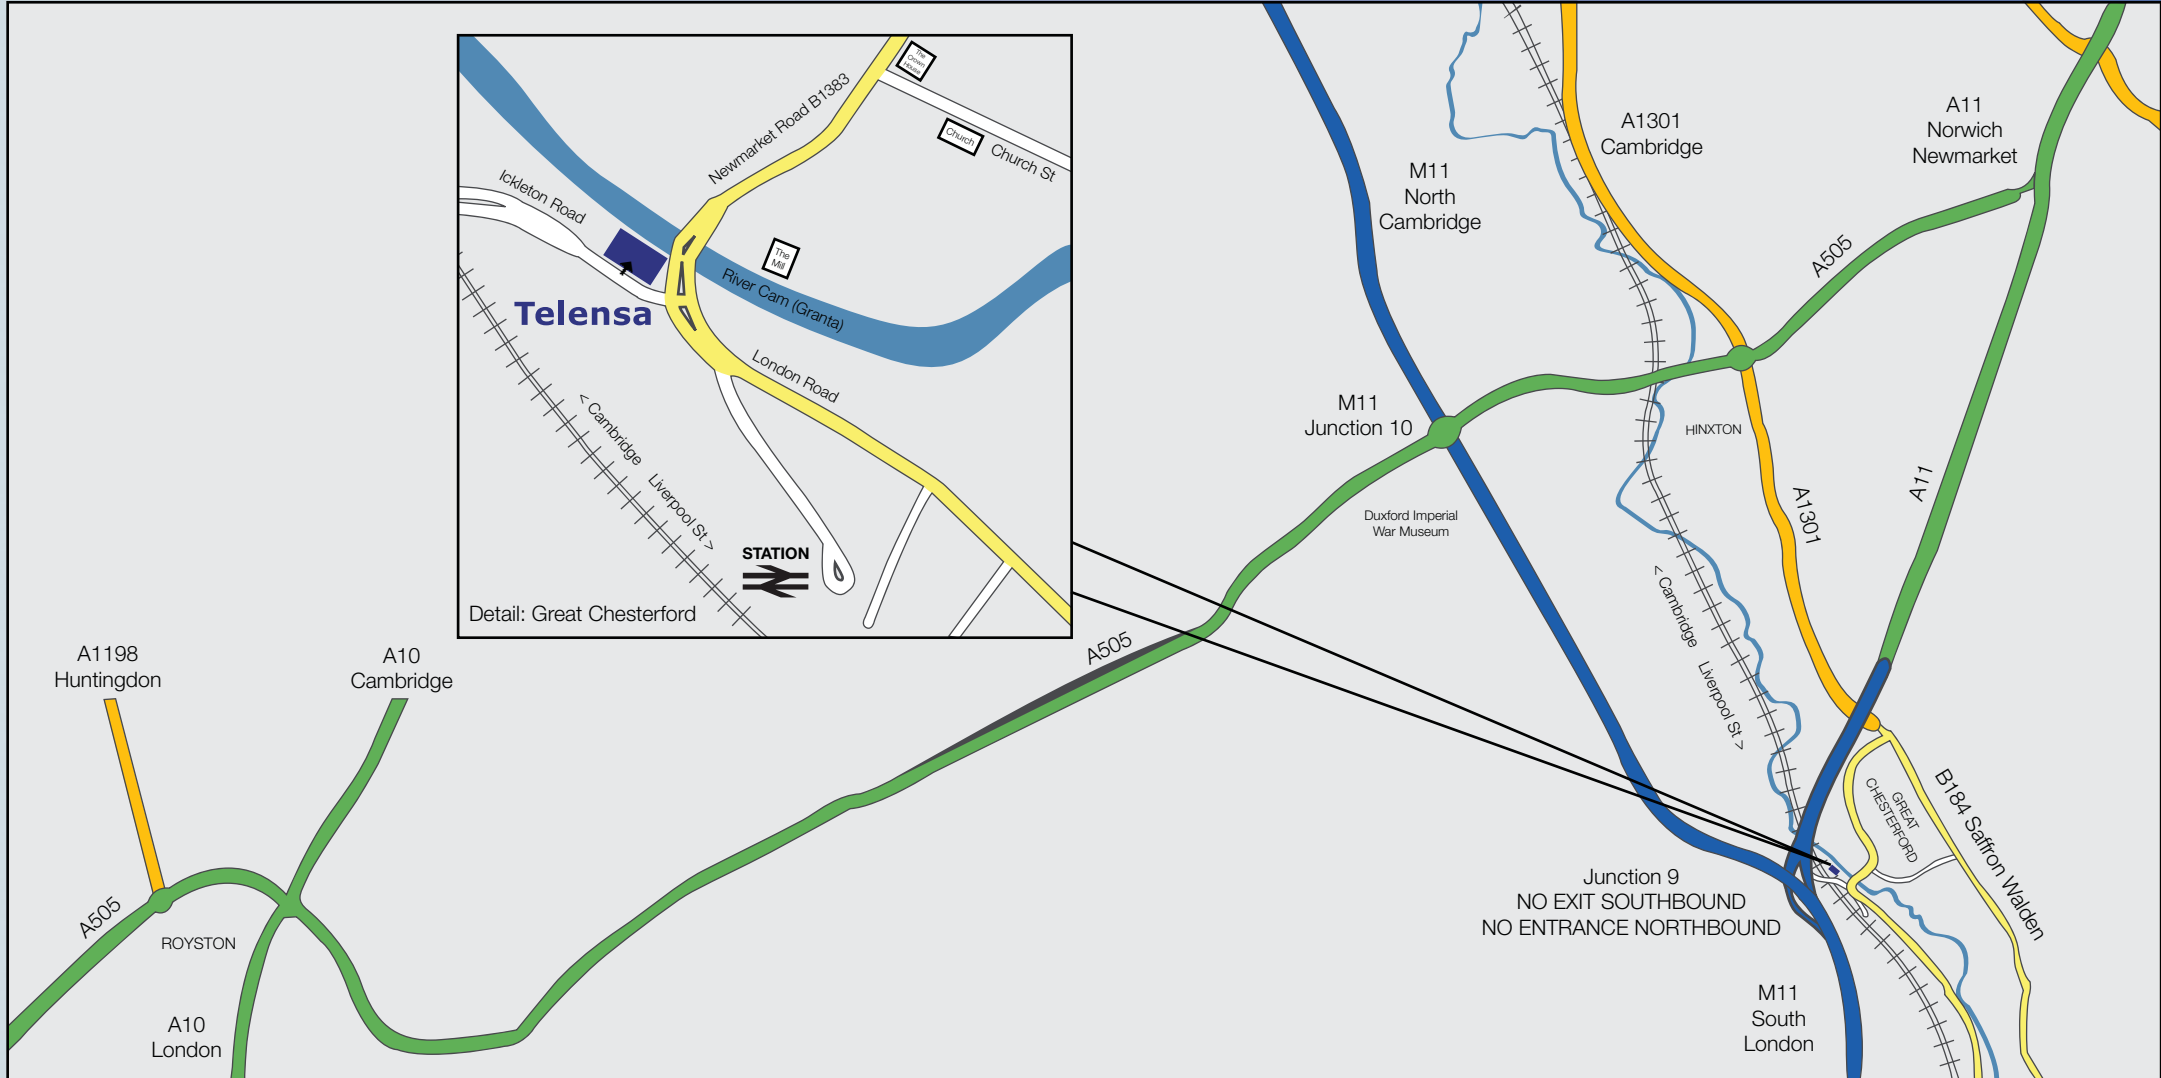 The
Crown
House
Newmarket Road B1383
Church
Church St
Ickleton Road
The
Mill
River Cam (Granta)
Telensa
London Road
< Cambridge
Liverpool St >
STATION
Detail: Great Chesterford
A11
Norwich
Newmarket
A1301
Cambridge
M11
North
Cambridge
A505
M11
Junction 10
HINXTON
A11
A1301
Duxford Imperial
War Museum
< Cambridge
Liverpool St >
A505
A1198
Huntingdon
A10
Cambridge
B184 Saffron Walden
GREAT
CHESTERFORD
Junction 9
NO EXIT SOUTHBOUND
NO ENTRANCE NORTHBOUND
A505
ROYSTON
A10
London
M11
South
London